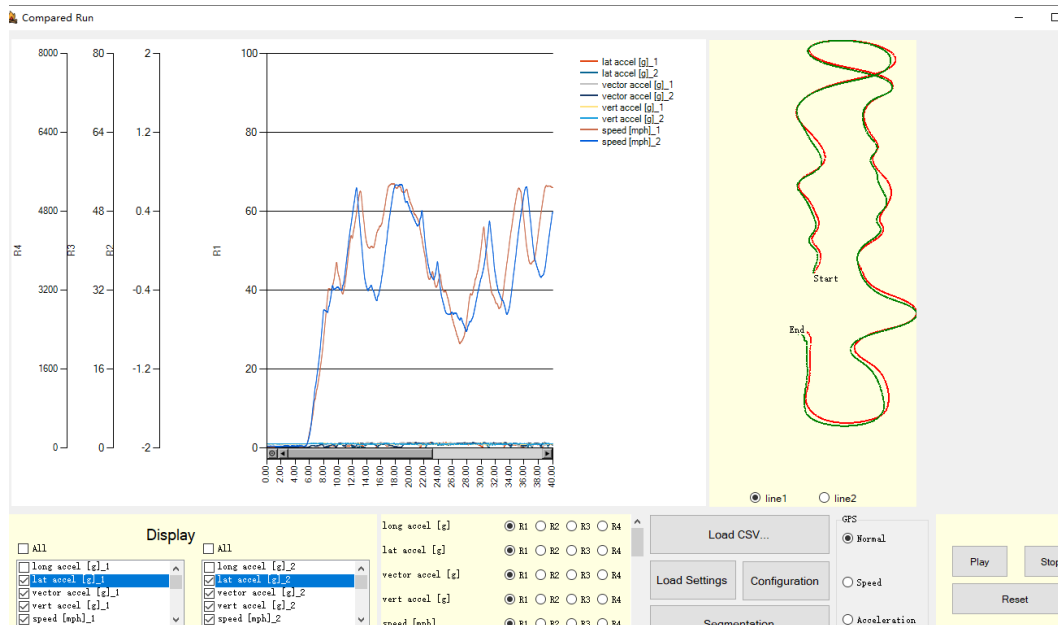 Compared Run
8000 80 2 100
6400 64 1.2 80
4800 48 0.4 60
3200 32 -0.4 40
1600 16 -1.2 20
0 0 -2 0
R4 R3 R2 R1
0.00 2.00 4.00 6.00 8.00 10.00 12.00 14.00 16.00 18.00 20.00 22.00 24.00 26.00 28.00 30.00 32.00 34.00 36.00 38.00 40.00
lat accel [g]_1
lat accel [g]_2
vector accel [g]_1
vector accel [g]_2
vert accel [g]_1
vert accel [g]_2
speed [mph]_1
speed [mph]_2
Start
End
line1 line2
Display
All All
long accel [g]_1 long accel [g]_2
lat accel [g]_1 lat accel [g]_2
vector accel [g]_1 vector accel [g]_2
vert accel [g]_1 vert accel [g]_2
speed [mph]_1 speed [mph]_2
long accel [g] R1 R2 R3 R4
lat accel [g] R1 R2 R3 R4
vector accel [g] R1 R2 R3 R4
vert accel [g] R1 R2 R3 R4
speed [mph] R1 R2 R3 R4
Load CSV...
Load Settings Configuration
Segmentation
GPS
Normal
Speed
Acceleration
Play Stop
Reset